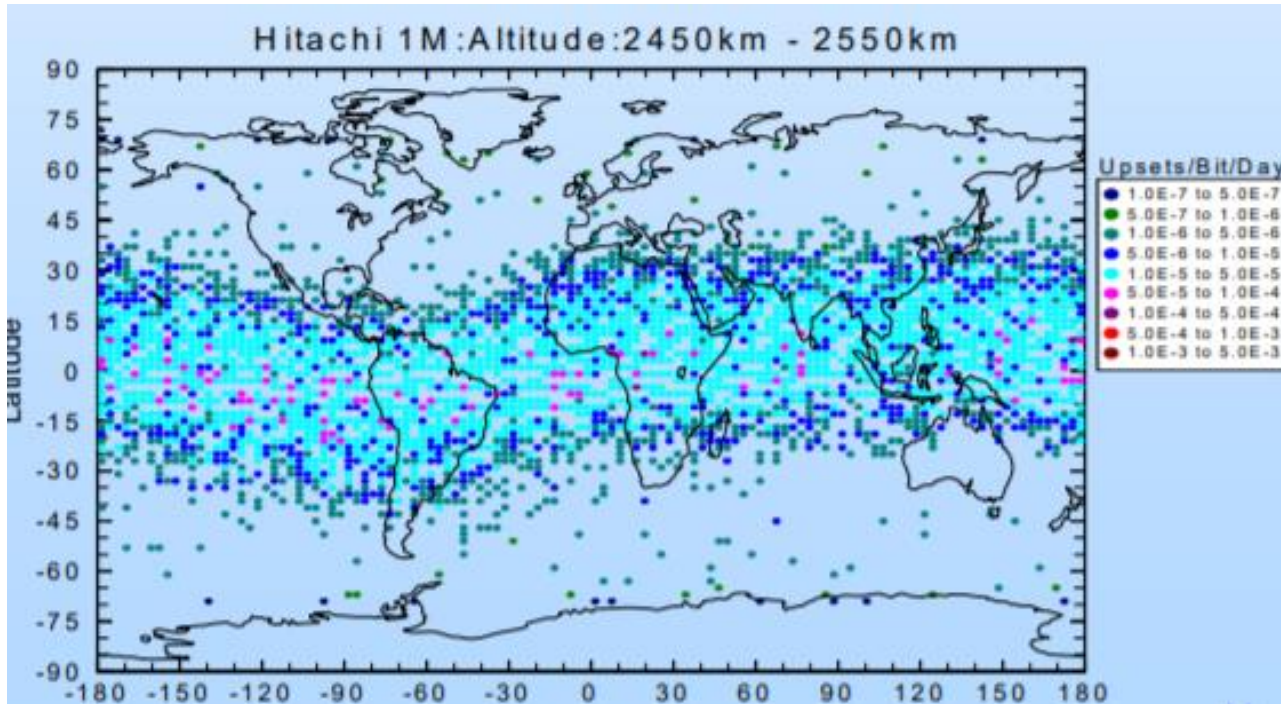 Hitachi 1M:Altitude:2450km - 2550km
90
75
60
45
30
15
0
-15
-30
-45
-60
-75
-90
Latitude
-180 -150 -120 -90 -60 -30 0 30 60 90 120 150 180
Upsets/Bit/Day
1.0E-7 to 5.0E-7
5.0E-7 to 1.0E-6
1.0E-6 to 5.0E-6
5.0E-6 to 1.0E-5
1.0E-5 to 5.0E-5
5.0E-5 to 1.0E-4
1.0E-4 to 5.0E-4
5.0E-4 to 1.0E-3
1.0E-3 to 5.0E-3